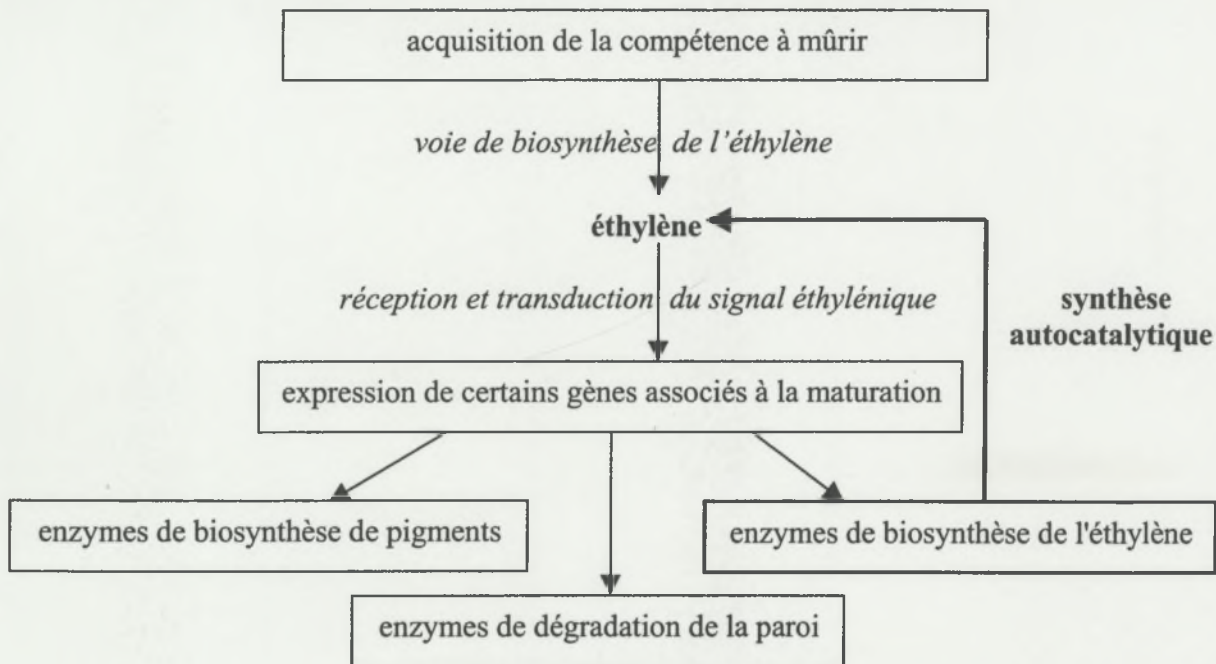 acquisition de la compétence à mûrir
voie de biosynthèse de l'éthylène
éthylène
réception et transduction du signal éthylénique
synthèse
autocatalytique
expression de certains gènes associés à la maturation
enzymes de biosynthèse de pigments
enzymes de biosynthèse de l'éthylène
enzymes de dégradation de la paroi